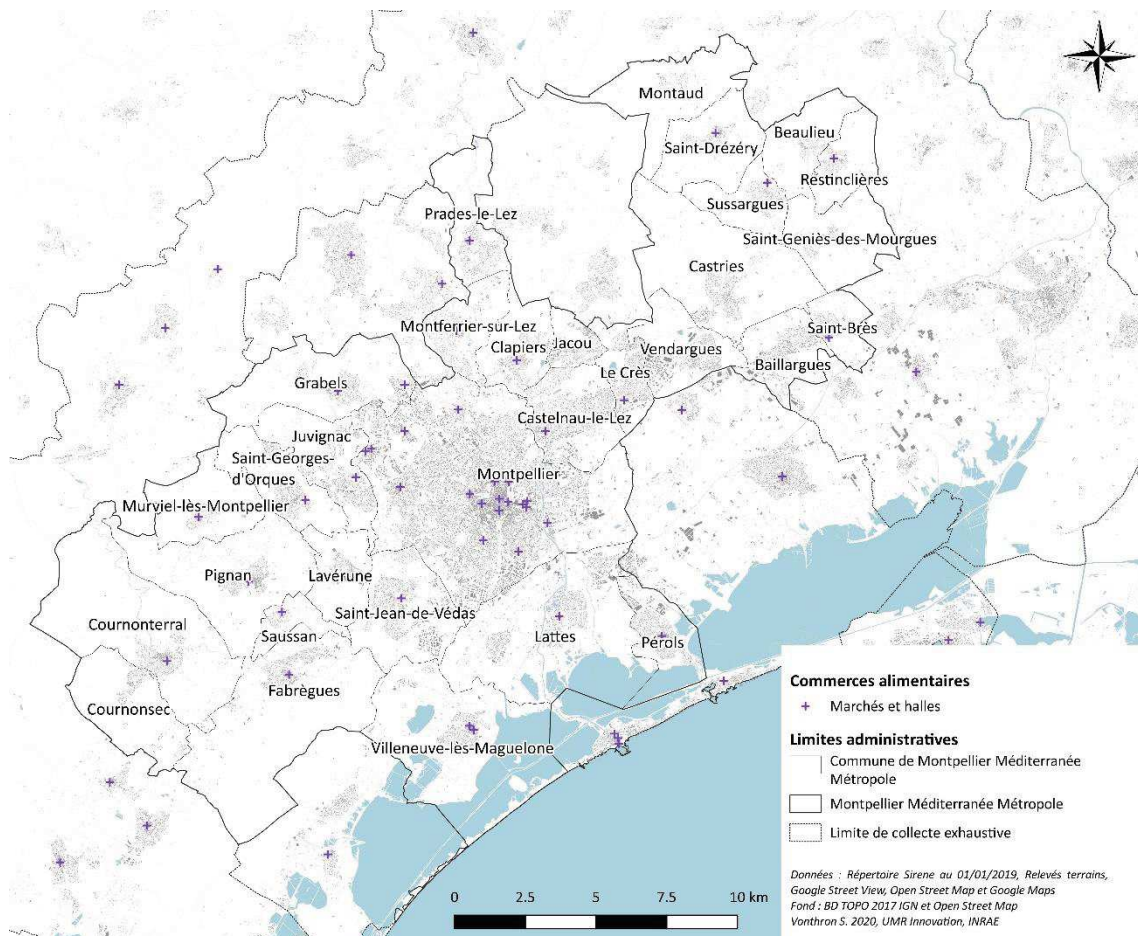 Montaud
Beaulieu
Saint-Drézéry
Restinclières
Sussargues
Prades-le-Lez
Saint-Geniès-des-Mourgues
Castries
Montferrier-sur-Lez
Saint-Brès
Jacou
Clapiers
Vendargues
Baillargues
Le Crès
Grabels
Castelnau-le-Lez
Juvignac
Saint-Georges-
d'Orques
Montpellier
Murviel-lès-Montpellier
Pignan
Lavérune
Saint-Jean-de-Védas
Cournonterral
Saussan
Lattes
Pérols
Fabrègues
Cournonsec
Villeneuve-lès-Maguelone
Commerces alimentaires
Marchés et halles
Limites administratives
Commune de Montpellier Méditerranée
Métropole
Montpellier Méditerranée Métropole
Limite de collecte exhaustive
Données : Répertoire Sirene au 01/01/2019, Relevés terrains,
Google Street View, Open Street Map et Google Maps
Fond : BD TOPO 2017 IGN et Open Street Map
Vonthron S. 2020, UMR Innovation, INRAE
0 2.5 5 7.5 10 km